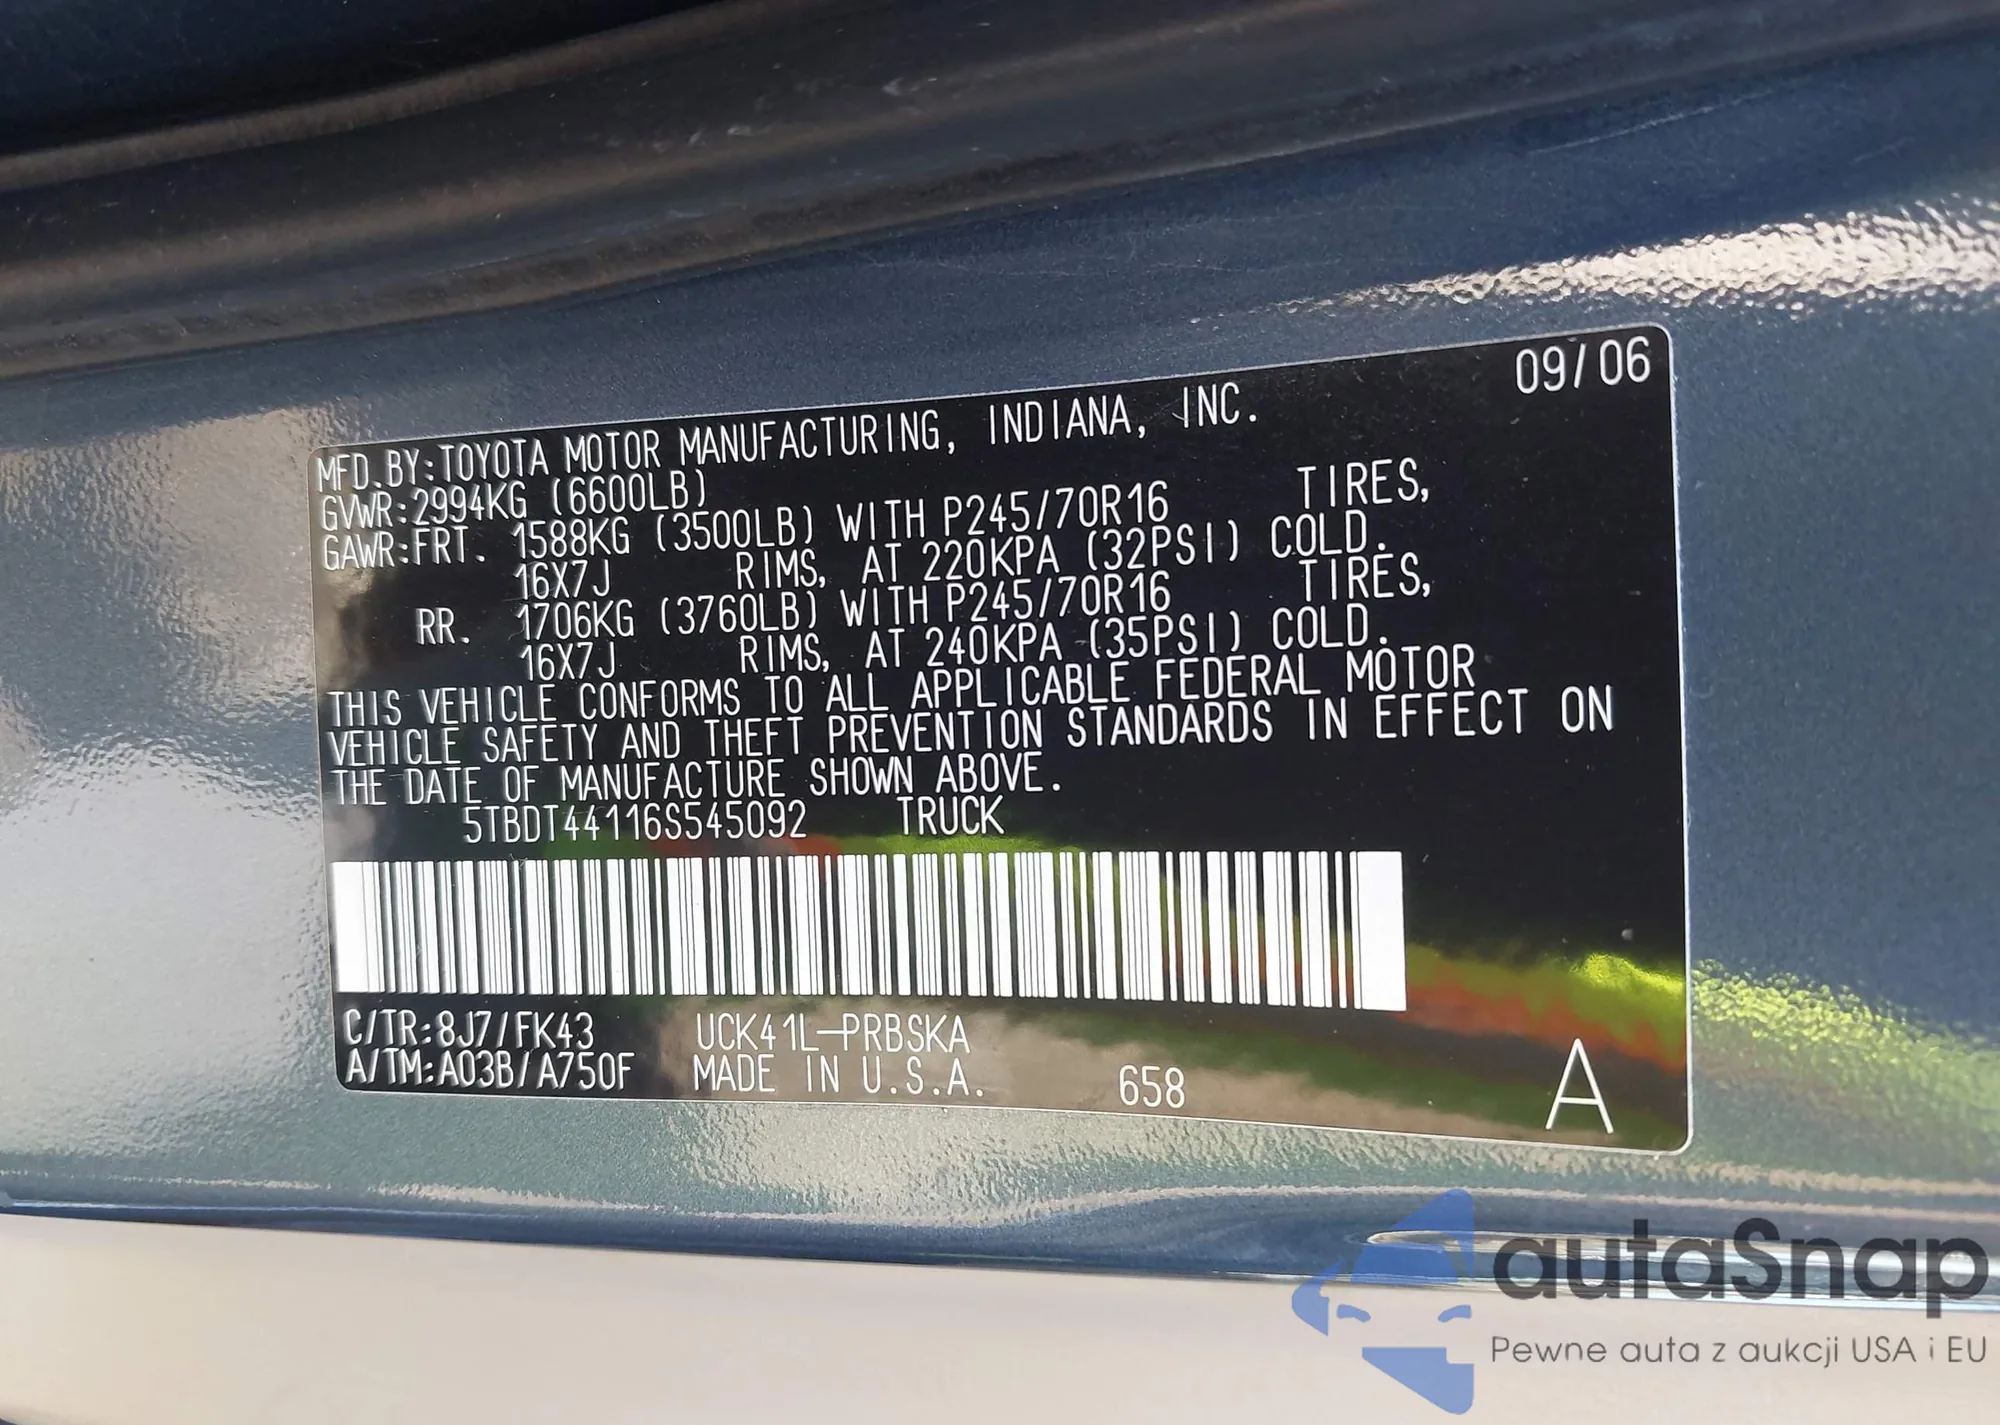 09/06
MFD.BY:TOYOTA MOTOR MANUFACTURING, INDIANA, INC.
GVWR:2994KG (6600LB)
GAWR:FRT. 1588KG (3500LB) WITH P245/70R16 TIRES,
16X7J RIMS, AT 220KPA (32PSI) COLD.
RR. 1706KG (3760LB) WITH P245/70R16 TIRES,
16X7J RIMS, AT 240KPA (35PSI) COLD.
THIS VEHICLE CONFORMS TO ALL APPLICABLE FEDERAL MOTOR
VEHICLE SAFETY AND THEFT PREVENTION STANDARDS IN EFFECT ON
THE DATE OF MANUFACTURE SHOWN ABOVE.
5TBDT44116S545092 TRUCK
C/TR:8J7/FK43 UCK41L-PRBSKA
A/TM:A03B/A750F MADE IN U.S.A. 658 A
autaSnap
Pewne auta z aukcji USA i EU